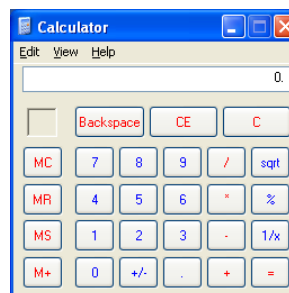 Calculator
Edit View Help
0.
Backspace CE C
MC 7 8 9 / sqrt
MR 4 5 6 * %
MS 1 2 3 - 1/x
M+ 0 +/- . + =